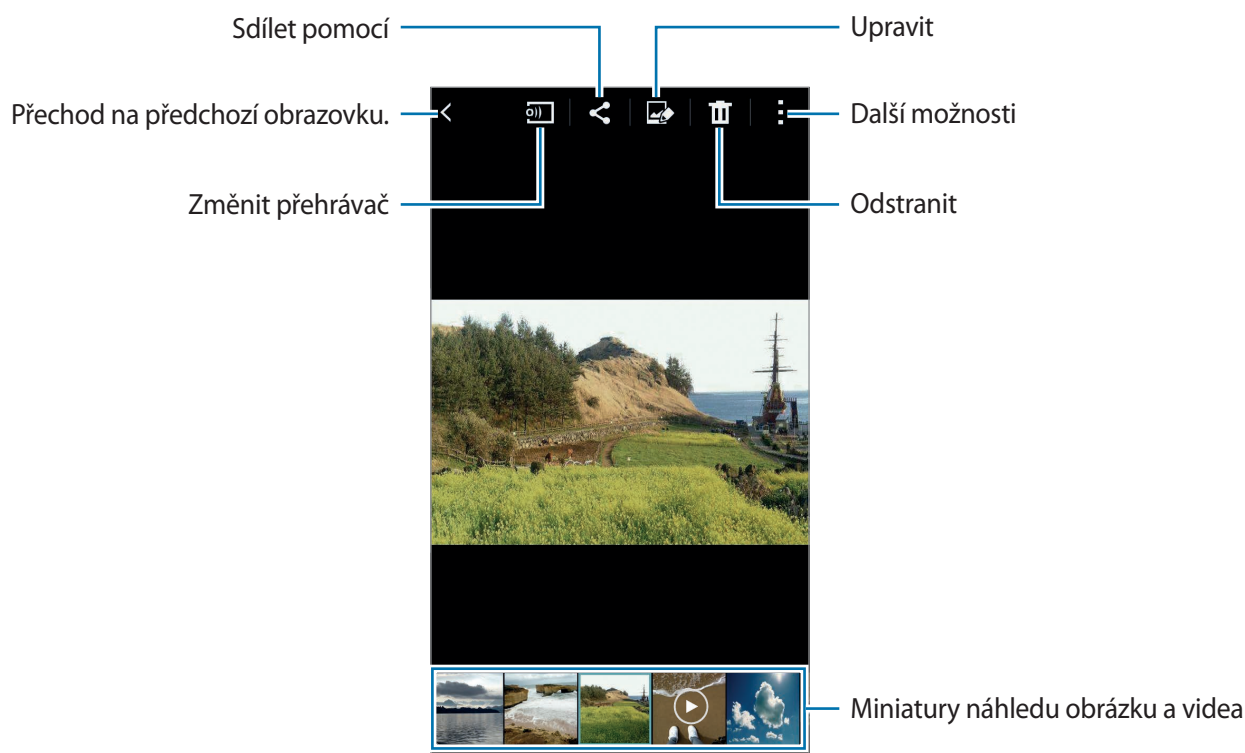 Sdílet pomocí
Upravit
Přechod na předchozí obrazovku.
Další možnosti
Změnit přehrávač
Odstranit
Miniatury náhledu obrázku a videa